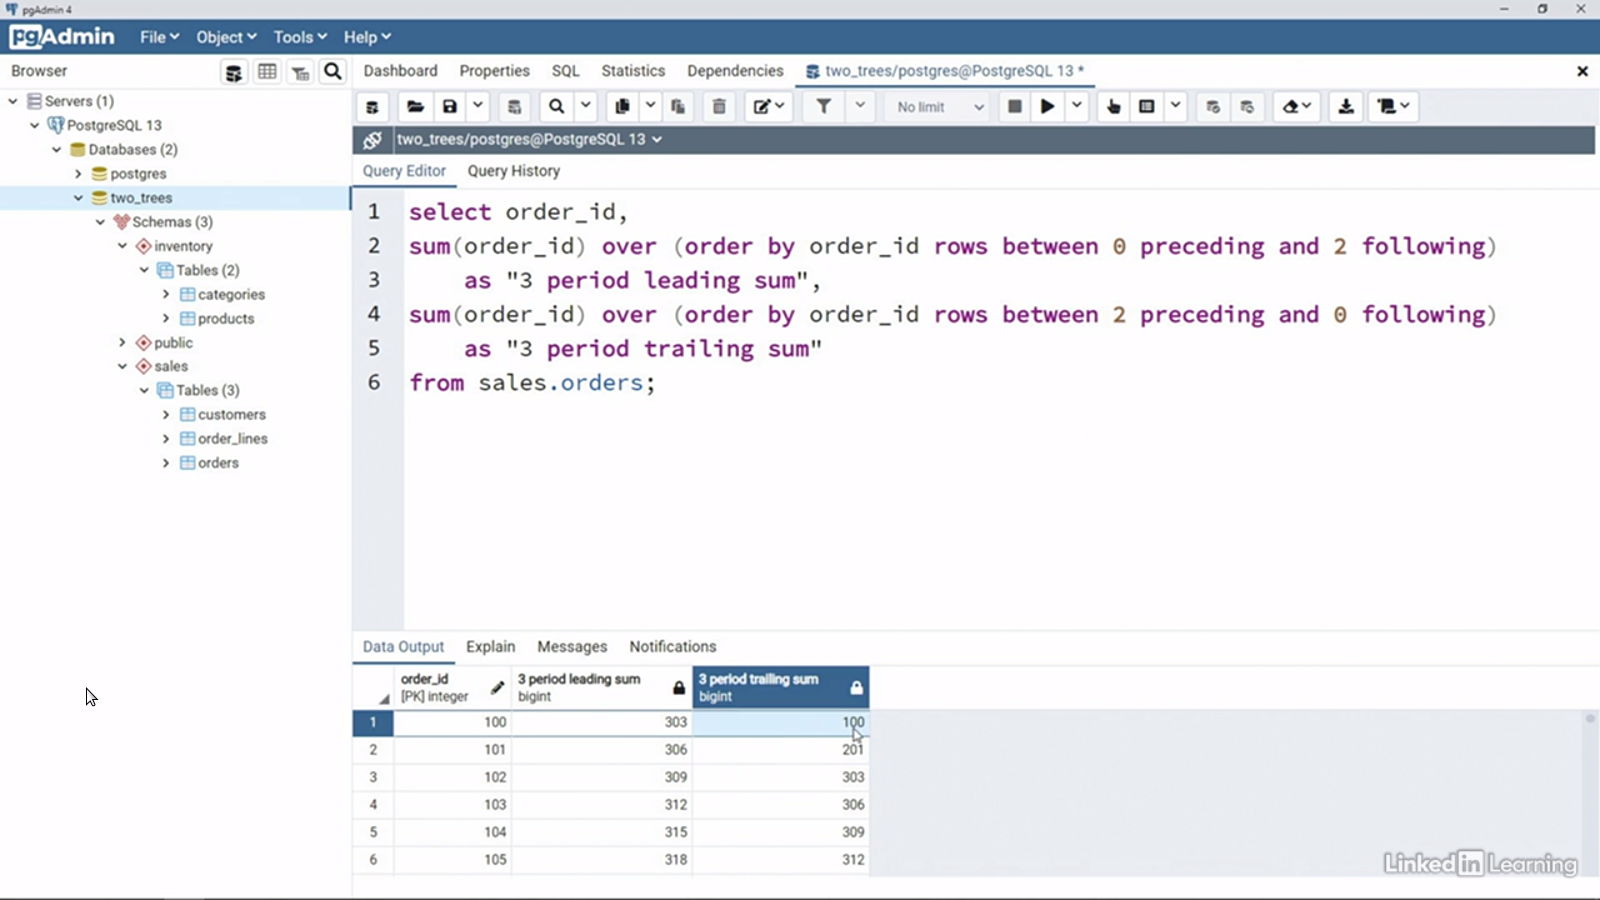 pgAdmin 4
pgAdmin File Object Tools Help
Browser
Dashboard Properties SQL Statistics Dependencies two_trees/postgres@PostgreSQL 13 *
Servers (1)
PostgreSQL 13
Databases (2)
postgres
two_trees
Schemas (3)
inventory
Tables (2)
categories
products
public
sales
Tables (3)
customers
order_lines
orders
No limit
two_trees/postgres@PostgreSQL 13
Query Editor Query History
1 select order_id,
2 sum(order_id) over (order by order_id rows between 0 preceding and 2 following)
3 as "3 period leading sum",
4 sum(order_id) over (order by order_id rows between 2 preceding and 0 following)
5 as "3 period trailing sum"
6 from sales.orders;
Data Output Explain Messages Notifications
order_id 3 period leading sum 3 period trailing sum
[PK] integer bigint bigint
1 100 303 100
2 101 306 201
3 102 309 303
4 103 312 306
5 104 315 309
6 105 318 312
Linked in Learning